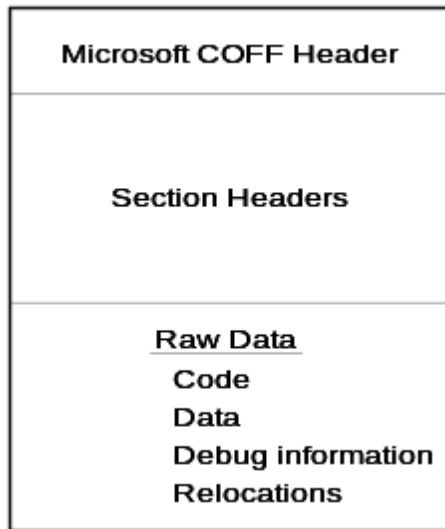 Microsoft COFF Header
Section Headers
Raw Data
Code
Data
Debug information
Relocations